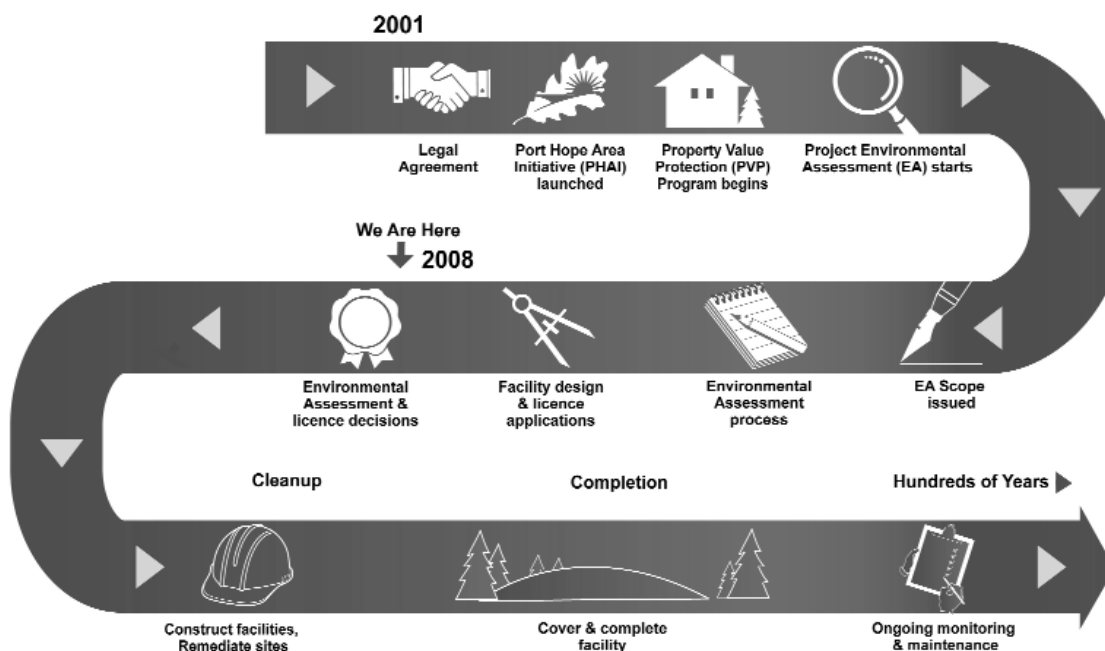 2001
Legal
Agreement
Port Hope Area
Initiative (PHAI)
launched
Property Value
Protection (PVP)
Program begins
Project Environmental
Assessment (EA) starts
We Are Here
2008
Environmental
Assessment &
licence decisions
Facility design
& licence
applications
Environmental
Assessment
process
EA Scope
issued
Cleanup
Completion
Hundreds of Years
Construct facilities,
Remediate sites
Cover & complete
facility
Ongoing monitoring
& maintenance